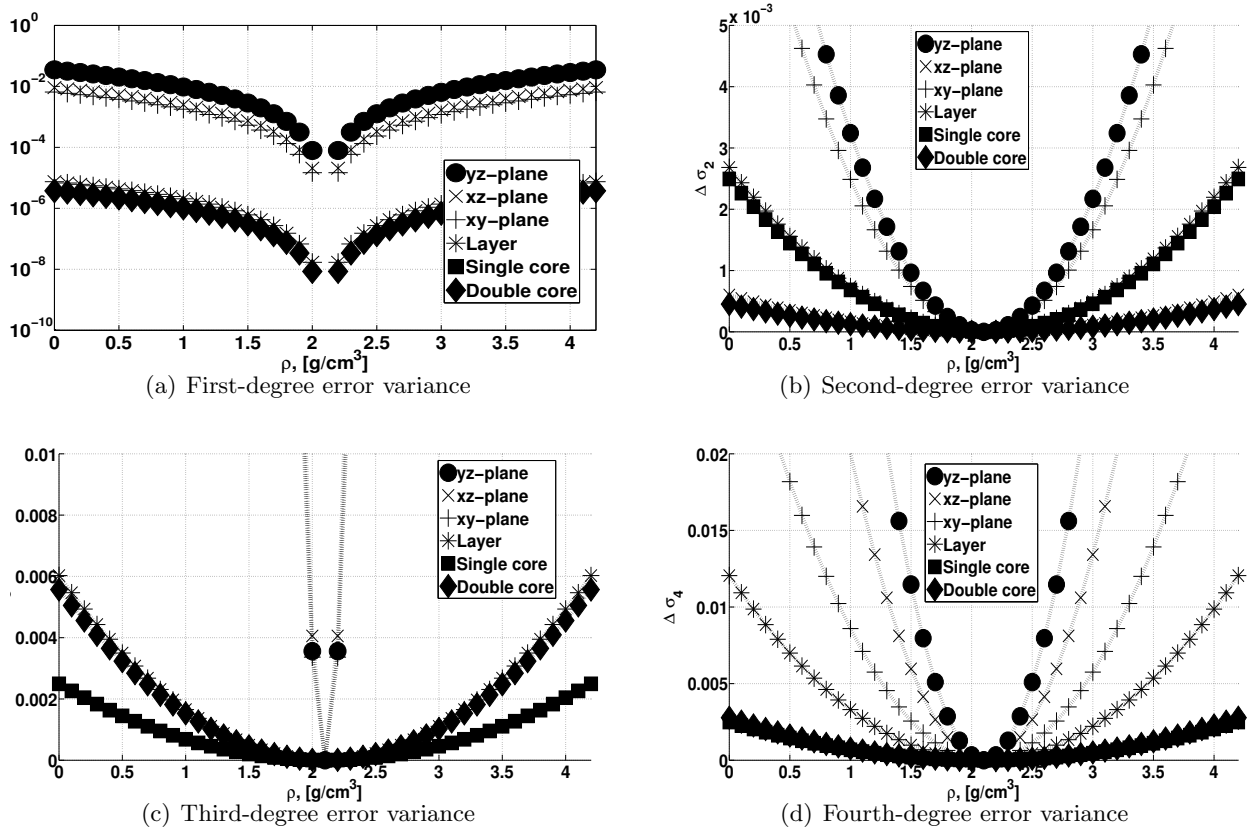 10^0
10^-2
10^-4
10^-6
10^-8
10^-10
yz-plane
xz-plane
xy-plane
Layer
Single core
Double core
0 0.5 1 1.5 2 2.5 3 3.5 4
ρ, [g/cm^3]
(a) First-degree error variance
5 x 10^-3
4
3
2
1
0
Δ σ_2
yz-plane
xz-plane
xy-plane
Layer
Single core
Double core
0 1 2 2.5 3 4
ρ, [g/cm^3]
(b) Second-degree error variance
0.01
0.008
0.006
0.004
0.002
0
yz-plane
xz-plane
xy-plane
Layer
Single core
Double core
0 0.5 1 1.5 2 2.5 3 3.5 4
ρ, [g/cm^3]
(c) Third-degree error variance
0.02
0.015
0.01
0.005
0
Δ σ_4
yz-plane
xz-plane
xy-plane
Layer
Single core
Double core
0 0.5 1 1.5 2 2.5 3 3.5 4
ρ, [g/cm^3]
(d) Fourth-degree error variance